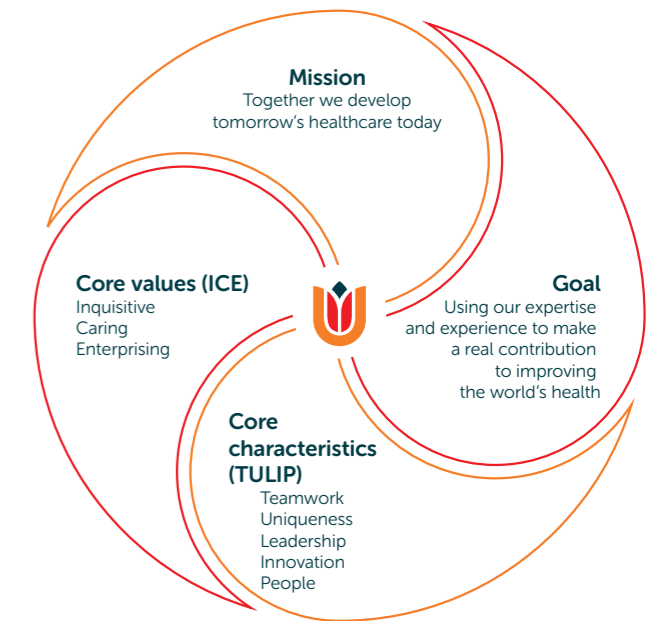 Mission
Together we develop
tomorrow's healthcare today
Core values (ICE)
Inquisitive
Caring
Enterprising
Goal
Using our expertise
and experience to make
a real contribution
to improving
the world's health
Core
characteristics
(TULIP)
Teamwork
Uniqueness
Leadership
Innovation
People